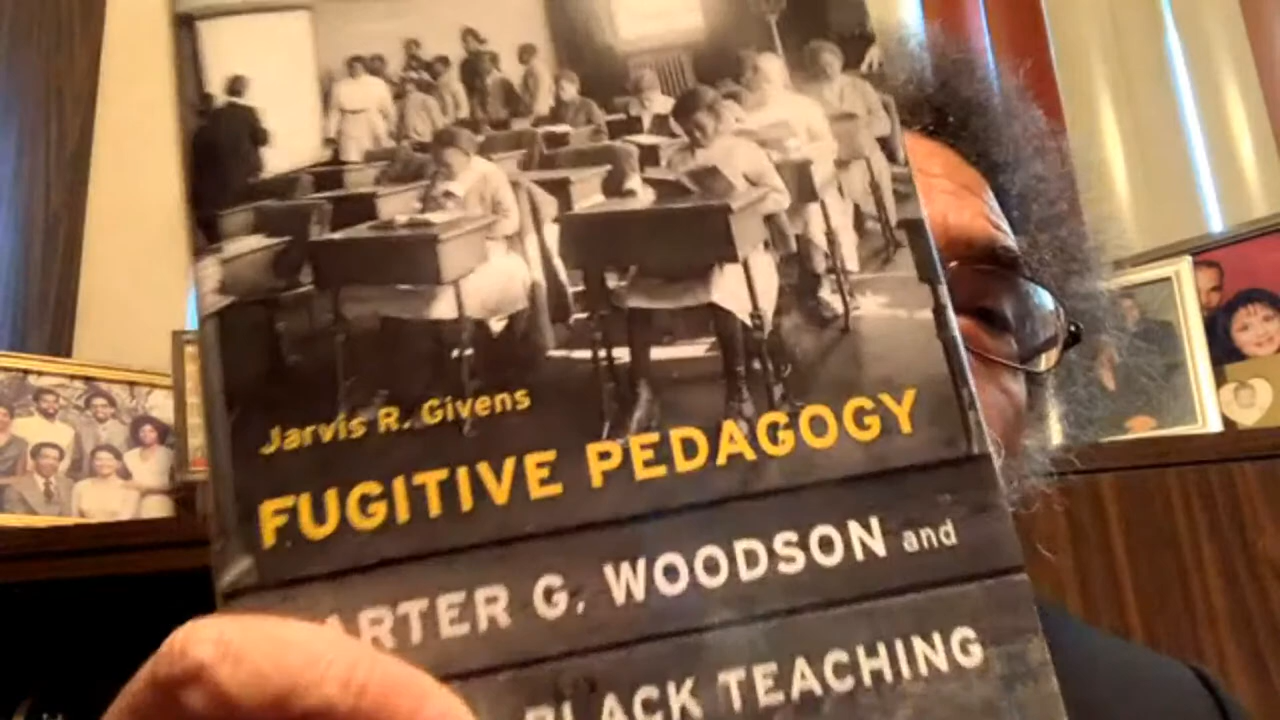 Jarvis R. Givens
FUGITIVE PEDAGOGY
ARTER G. WOODSON and
BLACK TEACHING